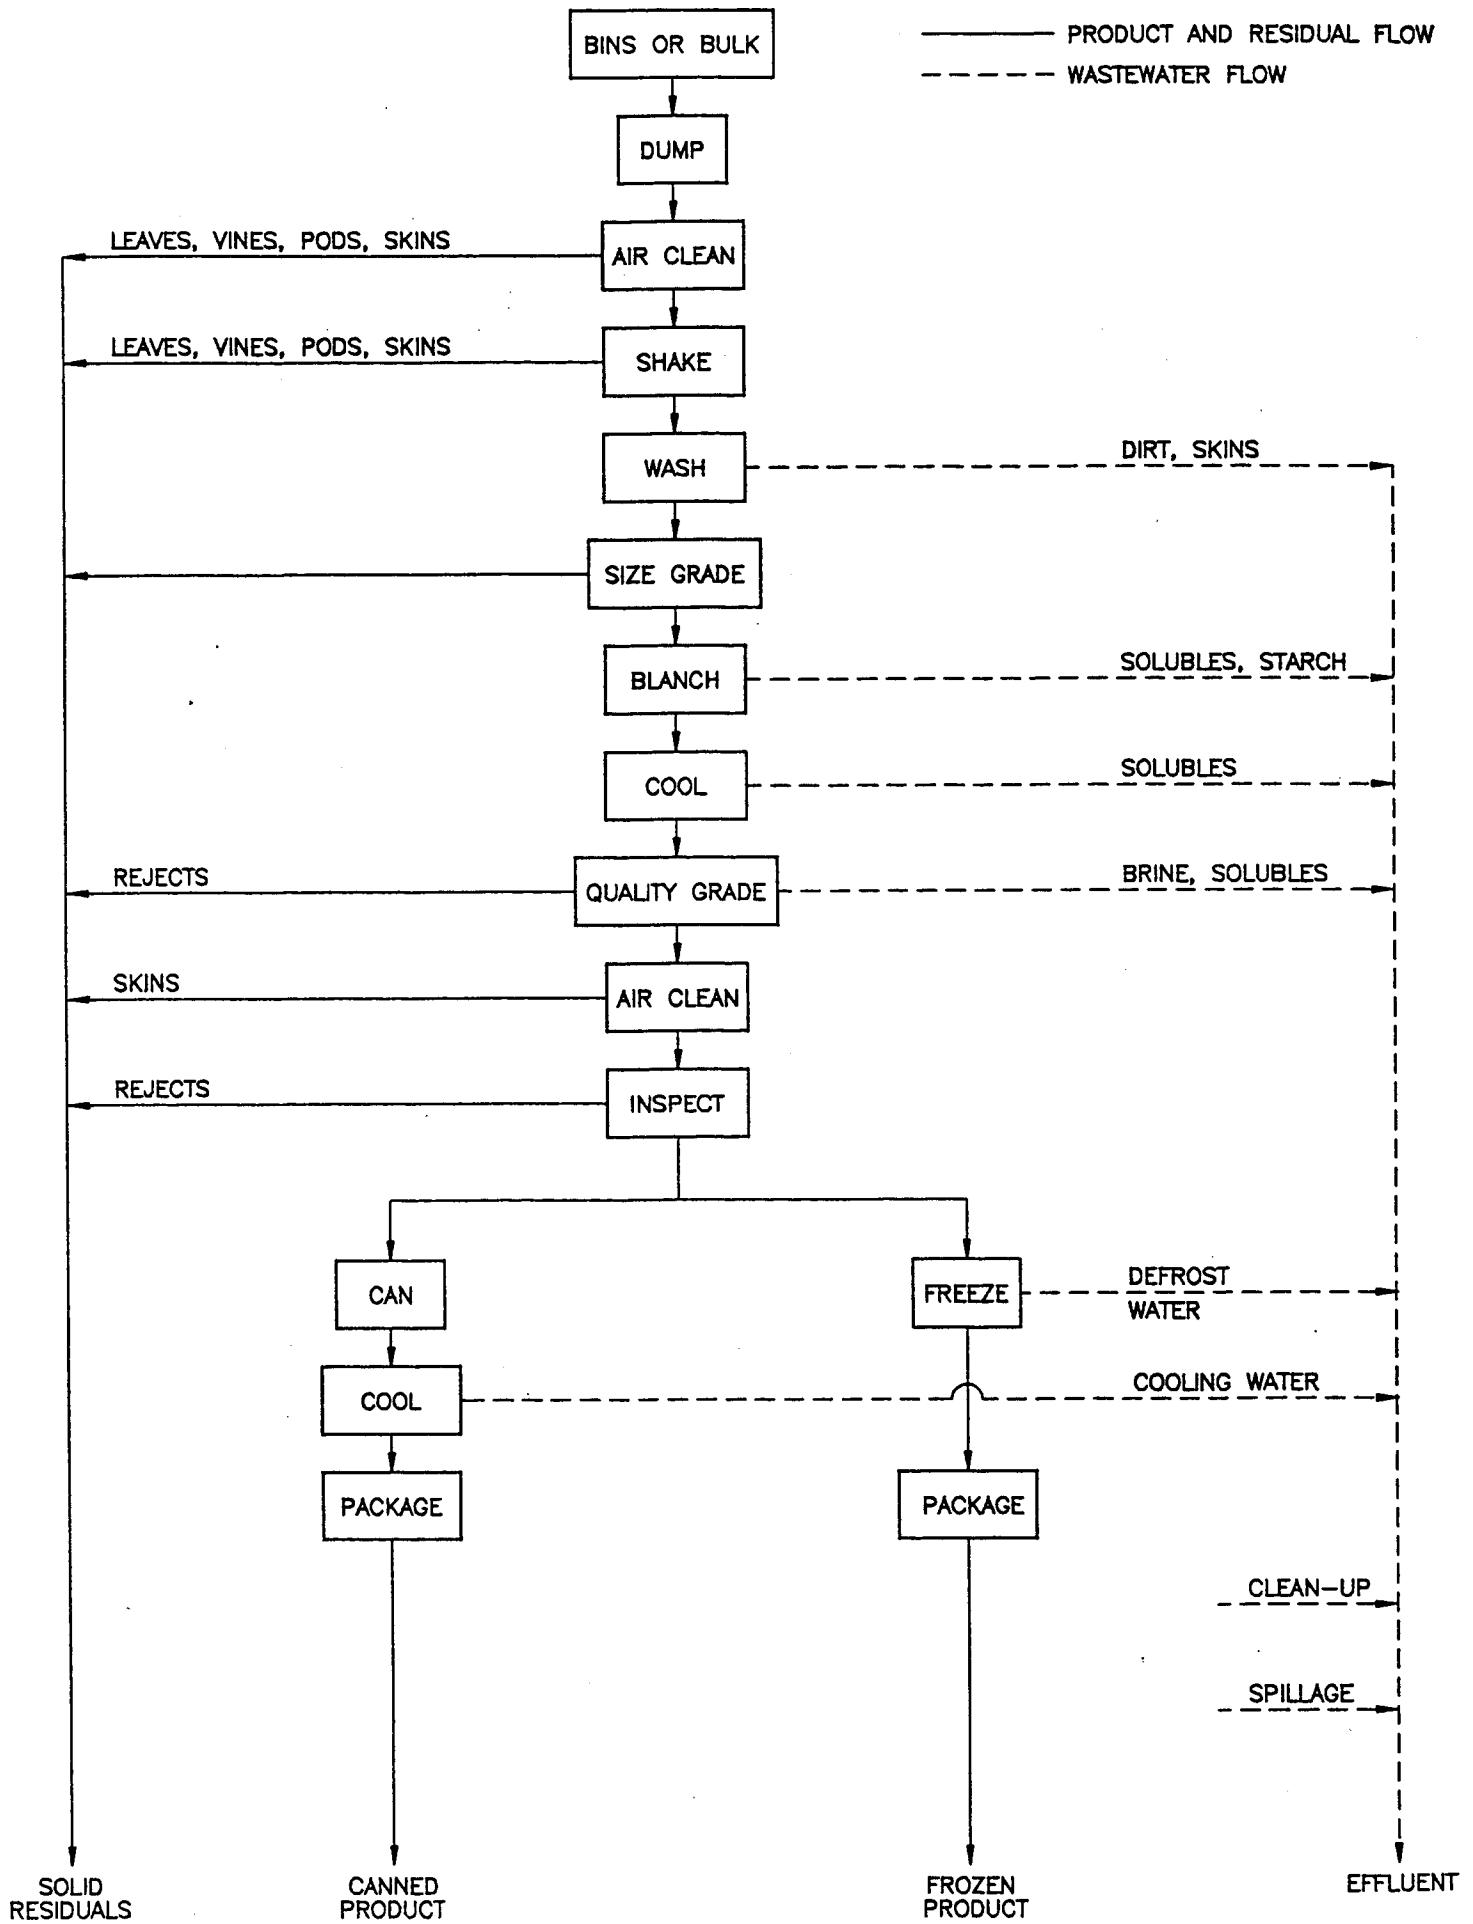 BINS OR BULK
PRODUCT AND RESIDUAL FLOW
WASTEWATER FLOW
DUMP
LEAVES, VINES, PODS, SKINS
AIR CLEAN
LEAVES, VINES, PODS, SKINS
SHAKE
WASH
DIRT, SKINS
SIZE GRADE
BLANCH
SOLUBLES, STARCH
COOL
SOLUBLES
REJECTS
QUALITY GRADE
BRINE, SOLUBLES
SKINS
AIR CLEAN
REJECTS
INSPECT
CAN
FREEZE
DEFROST
WATER
COOL
COOLING WATER
PACKAGE
PACKAGE
CLEAN-UP
SPILLAGE
SOLID
RESIDUALS
CANNED
PRODUCT
FROZEN
PRODUCT
EFFLUENT